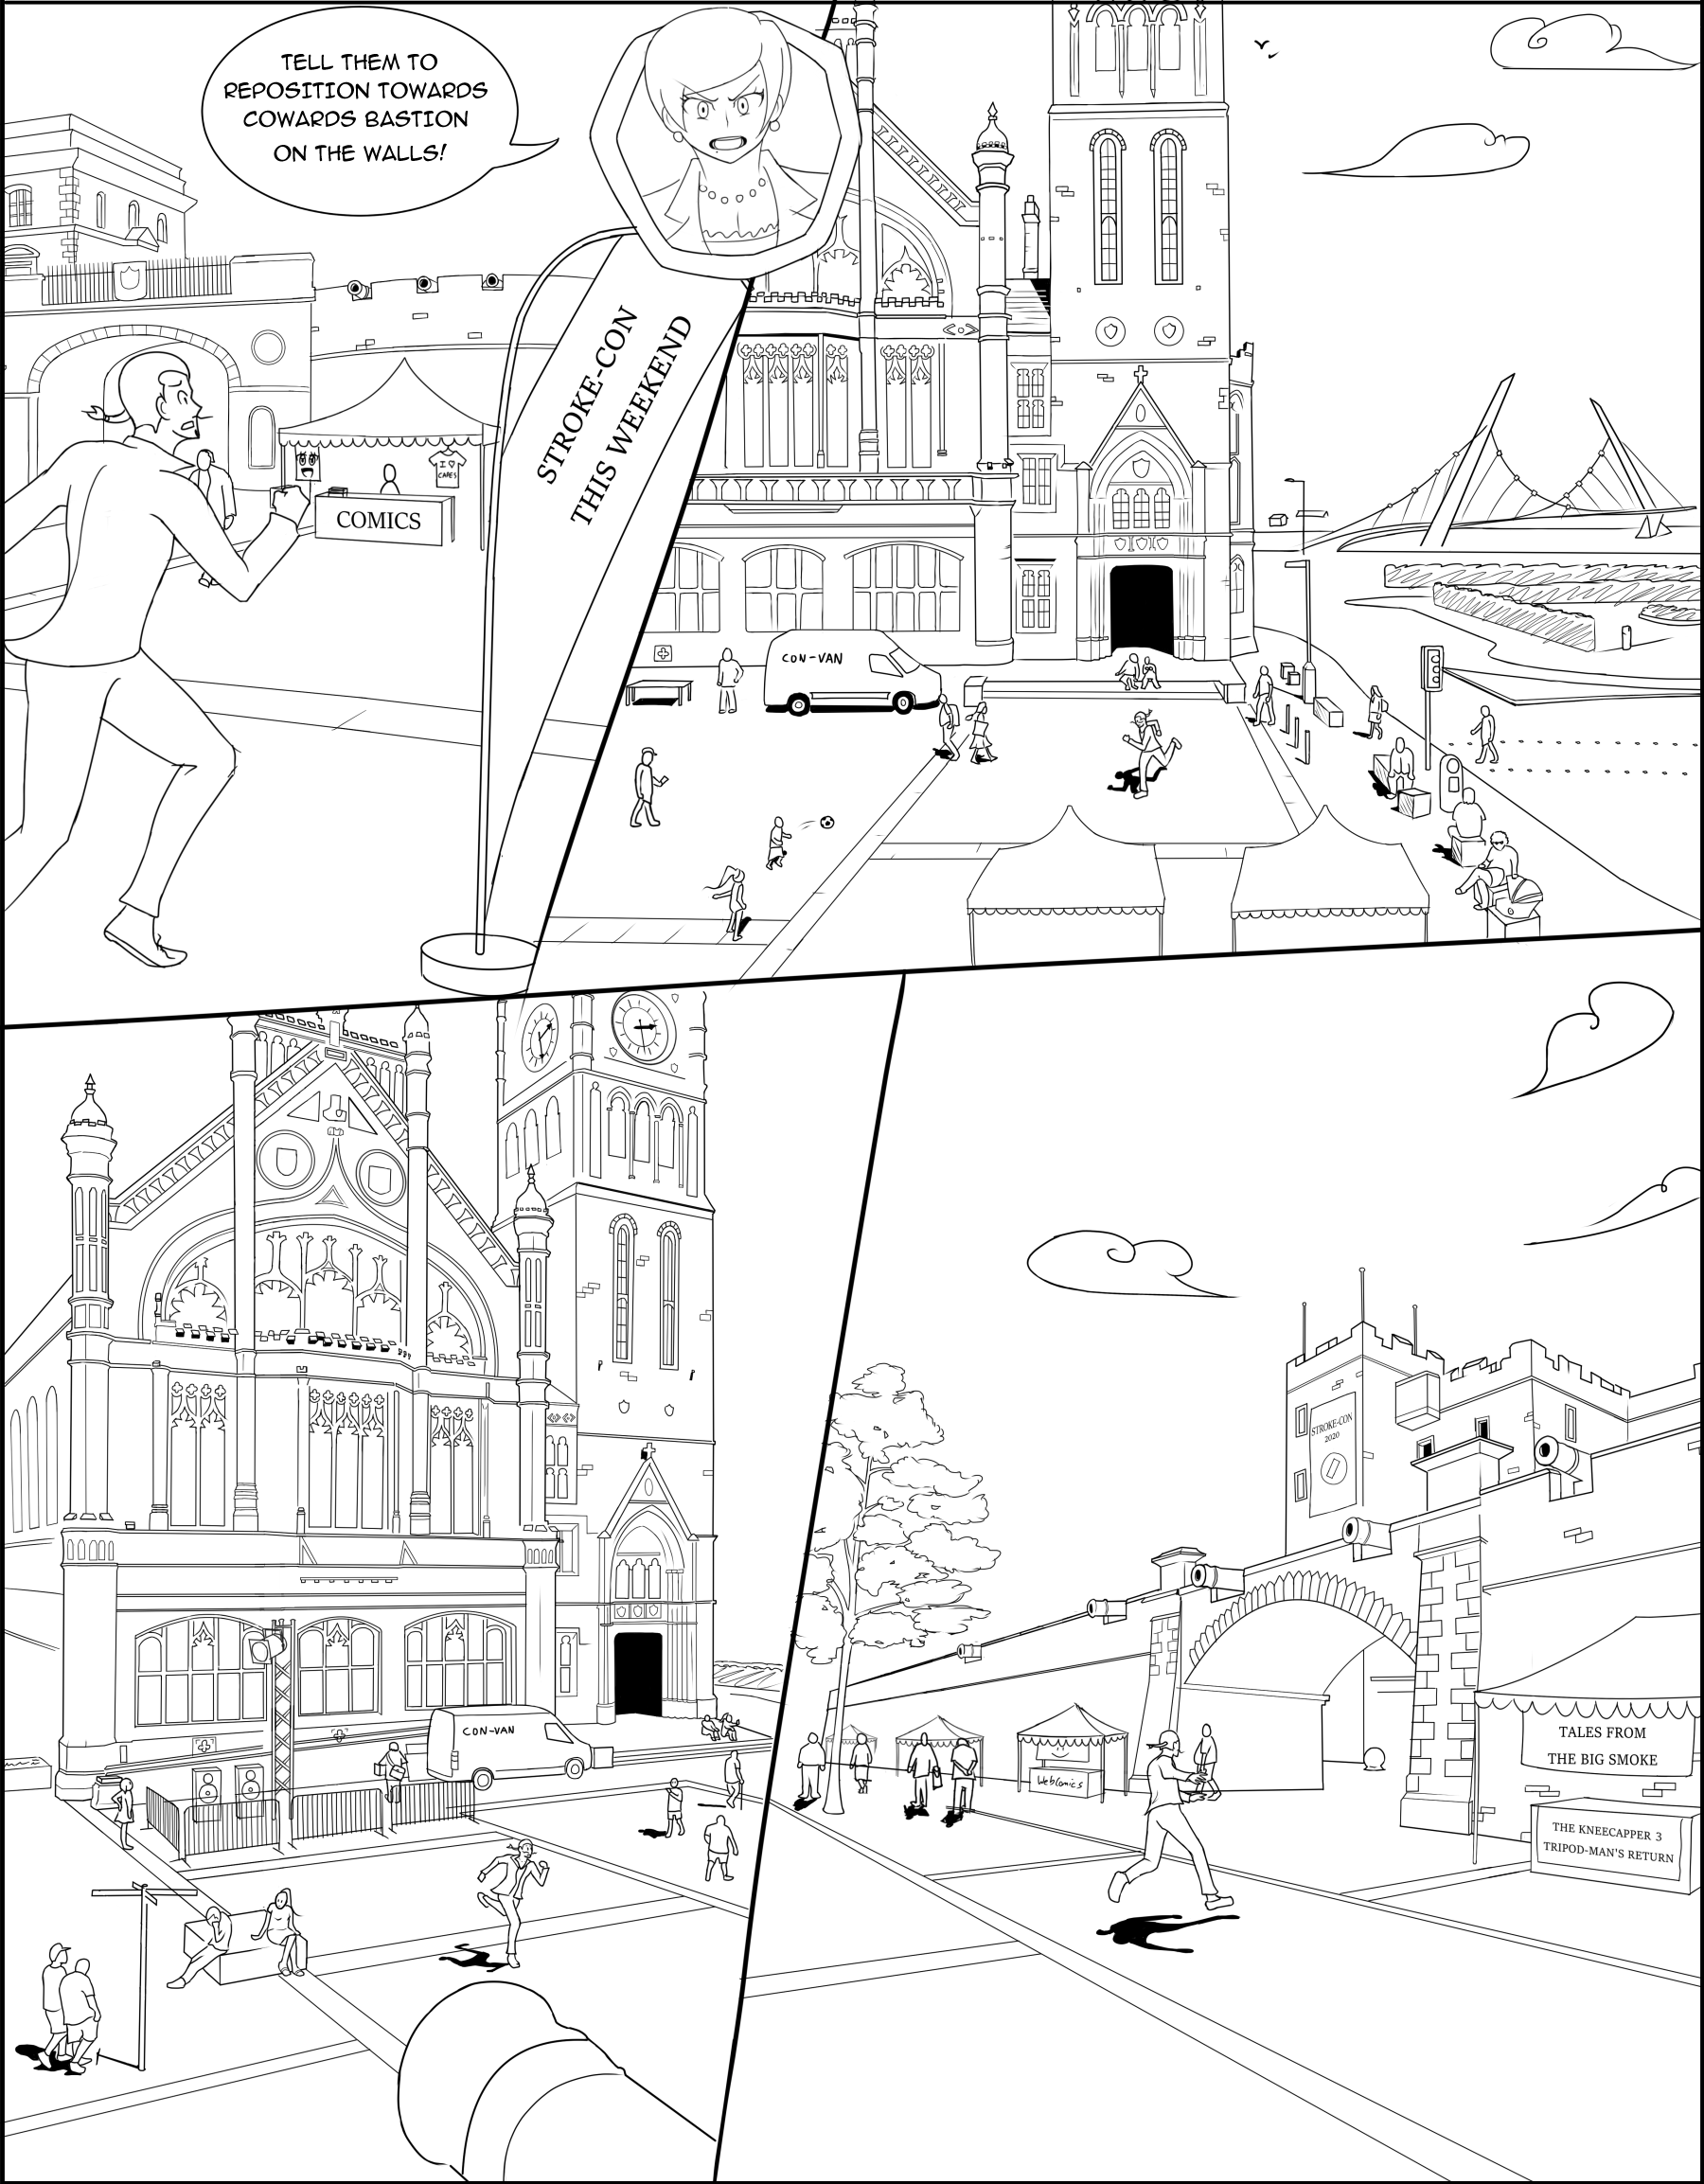 TELL THEM TO
REPOSITION TOWARDS
COWARDS BASTION
ON THE WALLS!
I ♡
CAPES
COMICS
STROKE-CON
THIS WEEKEND
CON-VAN
CON-VAN
STROKE-CON
2020
WebComics
TALES FROM
THE BIG SMOKE
THE KNEECAPPER 3
TRIPOD-MAN'S RETURN